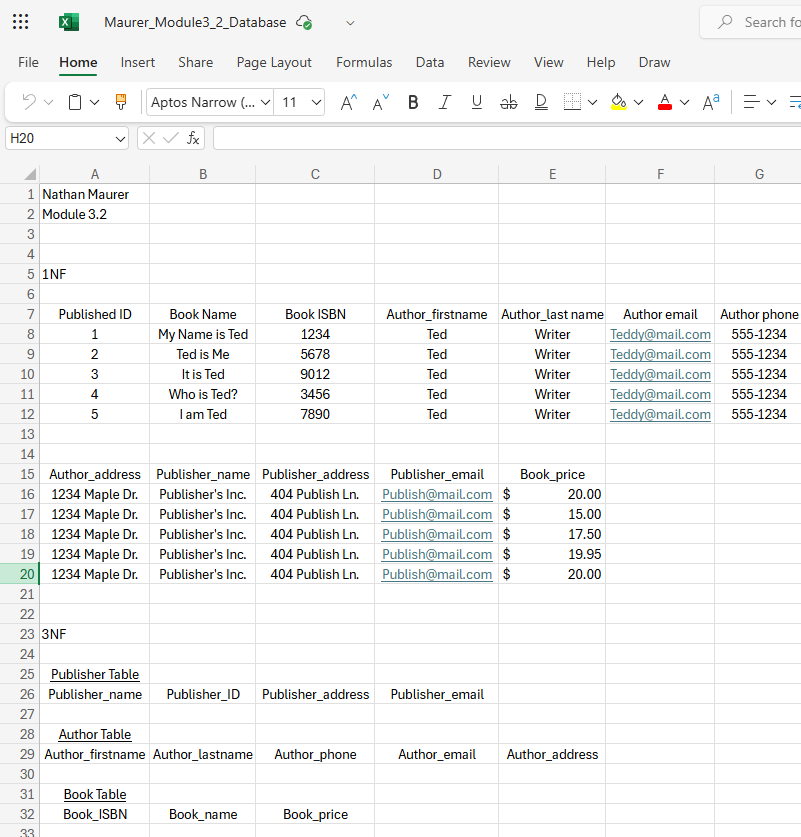 Maurer_Module3_2_Database
Search fo
File Home Insert Share Page Layout Formulas Data Review View Help Draw
Aptos Narrow (... 11 A^ A˅ B I U ab D A Aa
H20 fx
A B C D E F G
1 Nathan Maurer
2 Module 3.2
3
4
5 1NF
6
7 Published ID Book Name Book ISBN Author_firstname Author_last name Author email Author phone
8 1 My Name is Ted 1234 Ted Writer Teddy@mail.com 555-1234
9 2 Ted is Me 5678 Ted Writer Teddy@mail.com 555-1234
10 3 It is Ted 9012 Ted Writer Teddy@mail.com 555-1234
11 4 Who is Ted? 3456 Ted Writer Teddy@mail.com 555-1234
12 5 I am Ted 7890 Ted Writer Teddy@mail.com 555-1234
13
14
15 Author_address Publisher_name Publisher_address Publisher_email Book_price
16 1234 Maple Dr. Publisher's Inc. 404 Publish Ln. Publish@mail.com $ 20.00
17 1234 Maple Dr. Publisher's Inc. 404 Publish Ln. Publish@mail.com $ 15.00
18 1234 Maple Dr. Publisher's Inc. 404 Publish Ln. Publish@mail.com $ 17.50
19 1234 Maple Dr. Publisher's Inc. 404 Publish Ln. Publish@mail.com $ 19.95
20 1234 Maple Dr. Publisher's Inc. 404 Publish Ln. Publish@mail.com $ 20.00
21
22
23 3NF
24
25 Publisher Table
26 Publisher_name Publisher_ID Publisher_address Publisher_email
27
28 Author Table
29 Author_firstname Author_lastname Author_phone Author_email Author_address
30
31 Book Table
32 Book_ISBN Book_name Book_price
33